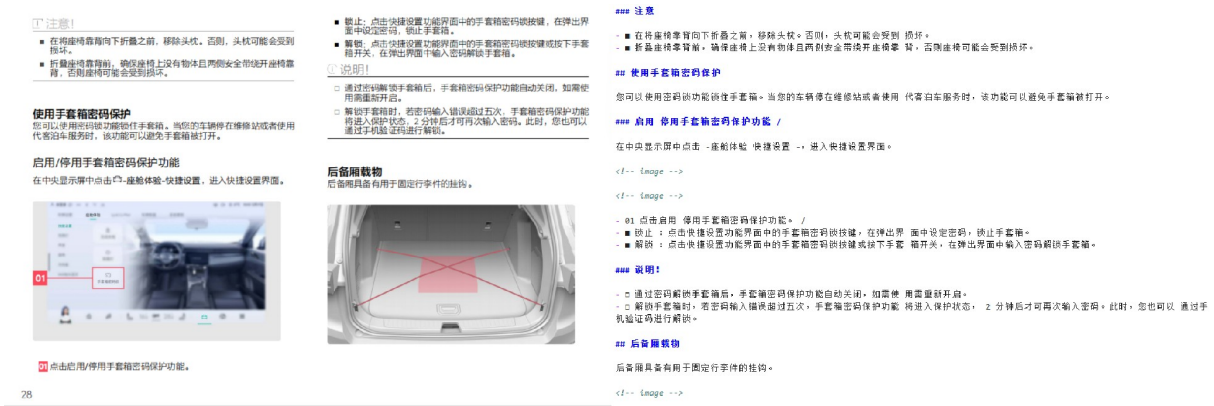 注意!
■ 在将座椅靠背向下折叠之前，移除头枕。否则，头枕可能会受到
损坏。
■ 折叠座椅靠背前，确保座椅上没有物体且两侧安全带绕开座椅靠
背，否则座椅可能会受到损坏。
使用手套箱密码保护
您可以使用密码锁功能锁住手套箱。当您的车辆停在维修站或者使用
代客泊车服务时，该功能可以避免手套箱被打开。
启用/停用手套箱密码保护功能
在中央显示屏中点击-座舱体验-快捷设置，进入快捷设置界面。
01
01 点击启用/停用手套箱密码保护功能。
28
■ 锁止：点击快捷设置功能界面中的手套箱密码锁按键，在弹出界
面中设定密码，锁止手套箱。
■ 解锁：点击快捷设置功能界面中的手套箱密码锁按键或按下手套
箱开关，在弹出界面中输入密码解锁手套箱。
说明!
□ 通过密码解锁手套箱后，手套箱密码保护功能自动关闭，如需使
用需重新开启。
□ 解锁手套箱时，若密码输入错误超过五次，手套箱密码保护功能
将进入保护状态，2 分钟后才可再次输入密码。此时，您也可以
通过手机验证码进行解锁。
后备厢载物
后备厢具备有用于固定行李件的挂钩。
### 注意
- ■ 在将座椅靠背向下折叠之前，移除头枕。否则，头枕可能会受到 损坏。
- ■ 折叠座椅靠背前，确保座椅上没有物体且两侧安全带绕开座椅靠 背，否则座椅可能会受到损坏。
## 使用手套箱密码保护
您可以使用密码锁功能锁住手套箱。当您的车辆停在维修站或者使用 代客泊车服务时，该功能可以避免手套箱被打开。
### 启用 停用手套箱密码保护功能 /
在中央显示屏中点击 -座舱体验 快捷设置 -，进入快捷设置界面。
<!-- image -->
<!-- image -->
- 01 点击启用 停用手套箱密码保护功能。 /
- ■ 锁止 ：点击快捷设置功能界面中的手套箱密码锁按键，在弹出界 面中设定密码，锁止手套箱。
- ■ 解锁 ：点击快捷设置功能界面中的手套箱密码锁按键或按下手套 箱开关，在弹出界面中输入密码解锁手套箱。
### 说明!
- □ 通过密码解锁手套箱后，手套箱密码保护功能自动关闭，如需使 用需重新开启。
- □ 解锁手套箱时，若密码输入错误超过五次，手套箱密码保护功能 将进入保护状态， 2 分钟后才可再次输入密码。此时，您也可以 通过手
机验证码进行解锁。
## 后备厢载物
后备厢具备有用于固定行李件的挂钩。
<!-- image -->